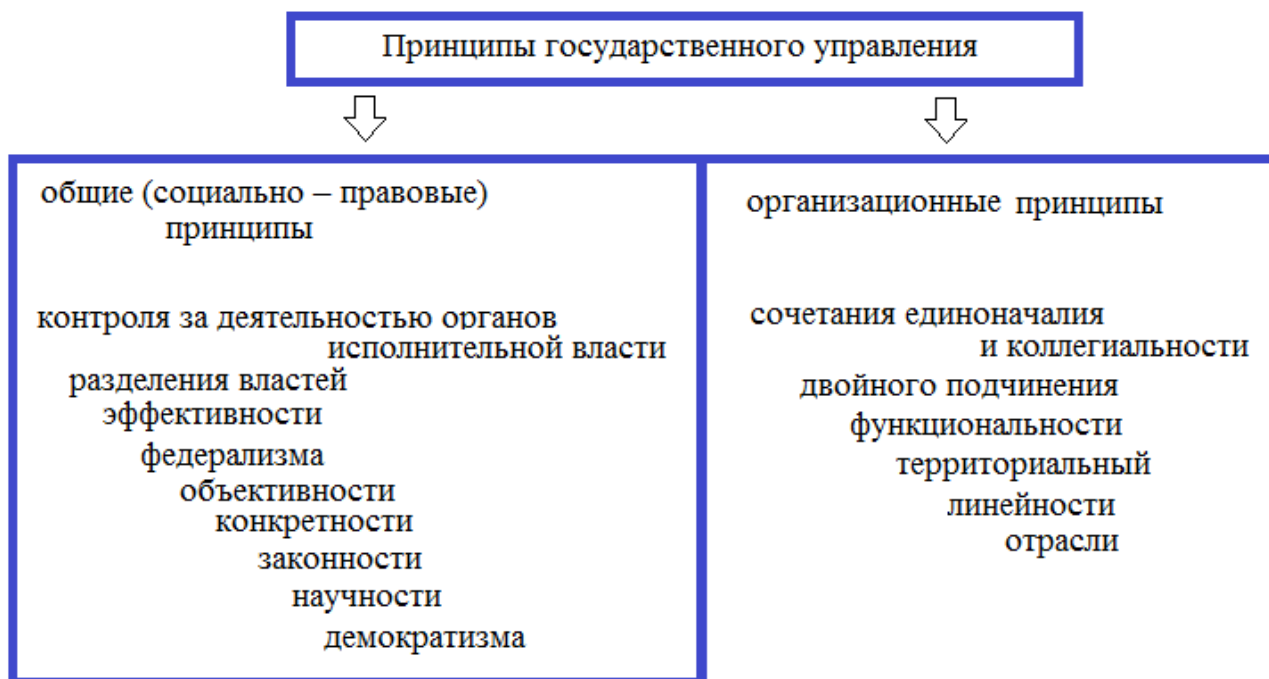 Принципы государственного управления
общие (социально – правовые)
принципы
контроля за деятельностью органов
исполнительной власти
разделения властей
эффективности
федерализма
объективности
конкретности
законности
научности
демократизма
организационные принципы
сочетания единоначалия
и коллегиальности
двойного подчинения
функциональности
территориальный
линейности
отрасли